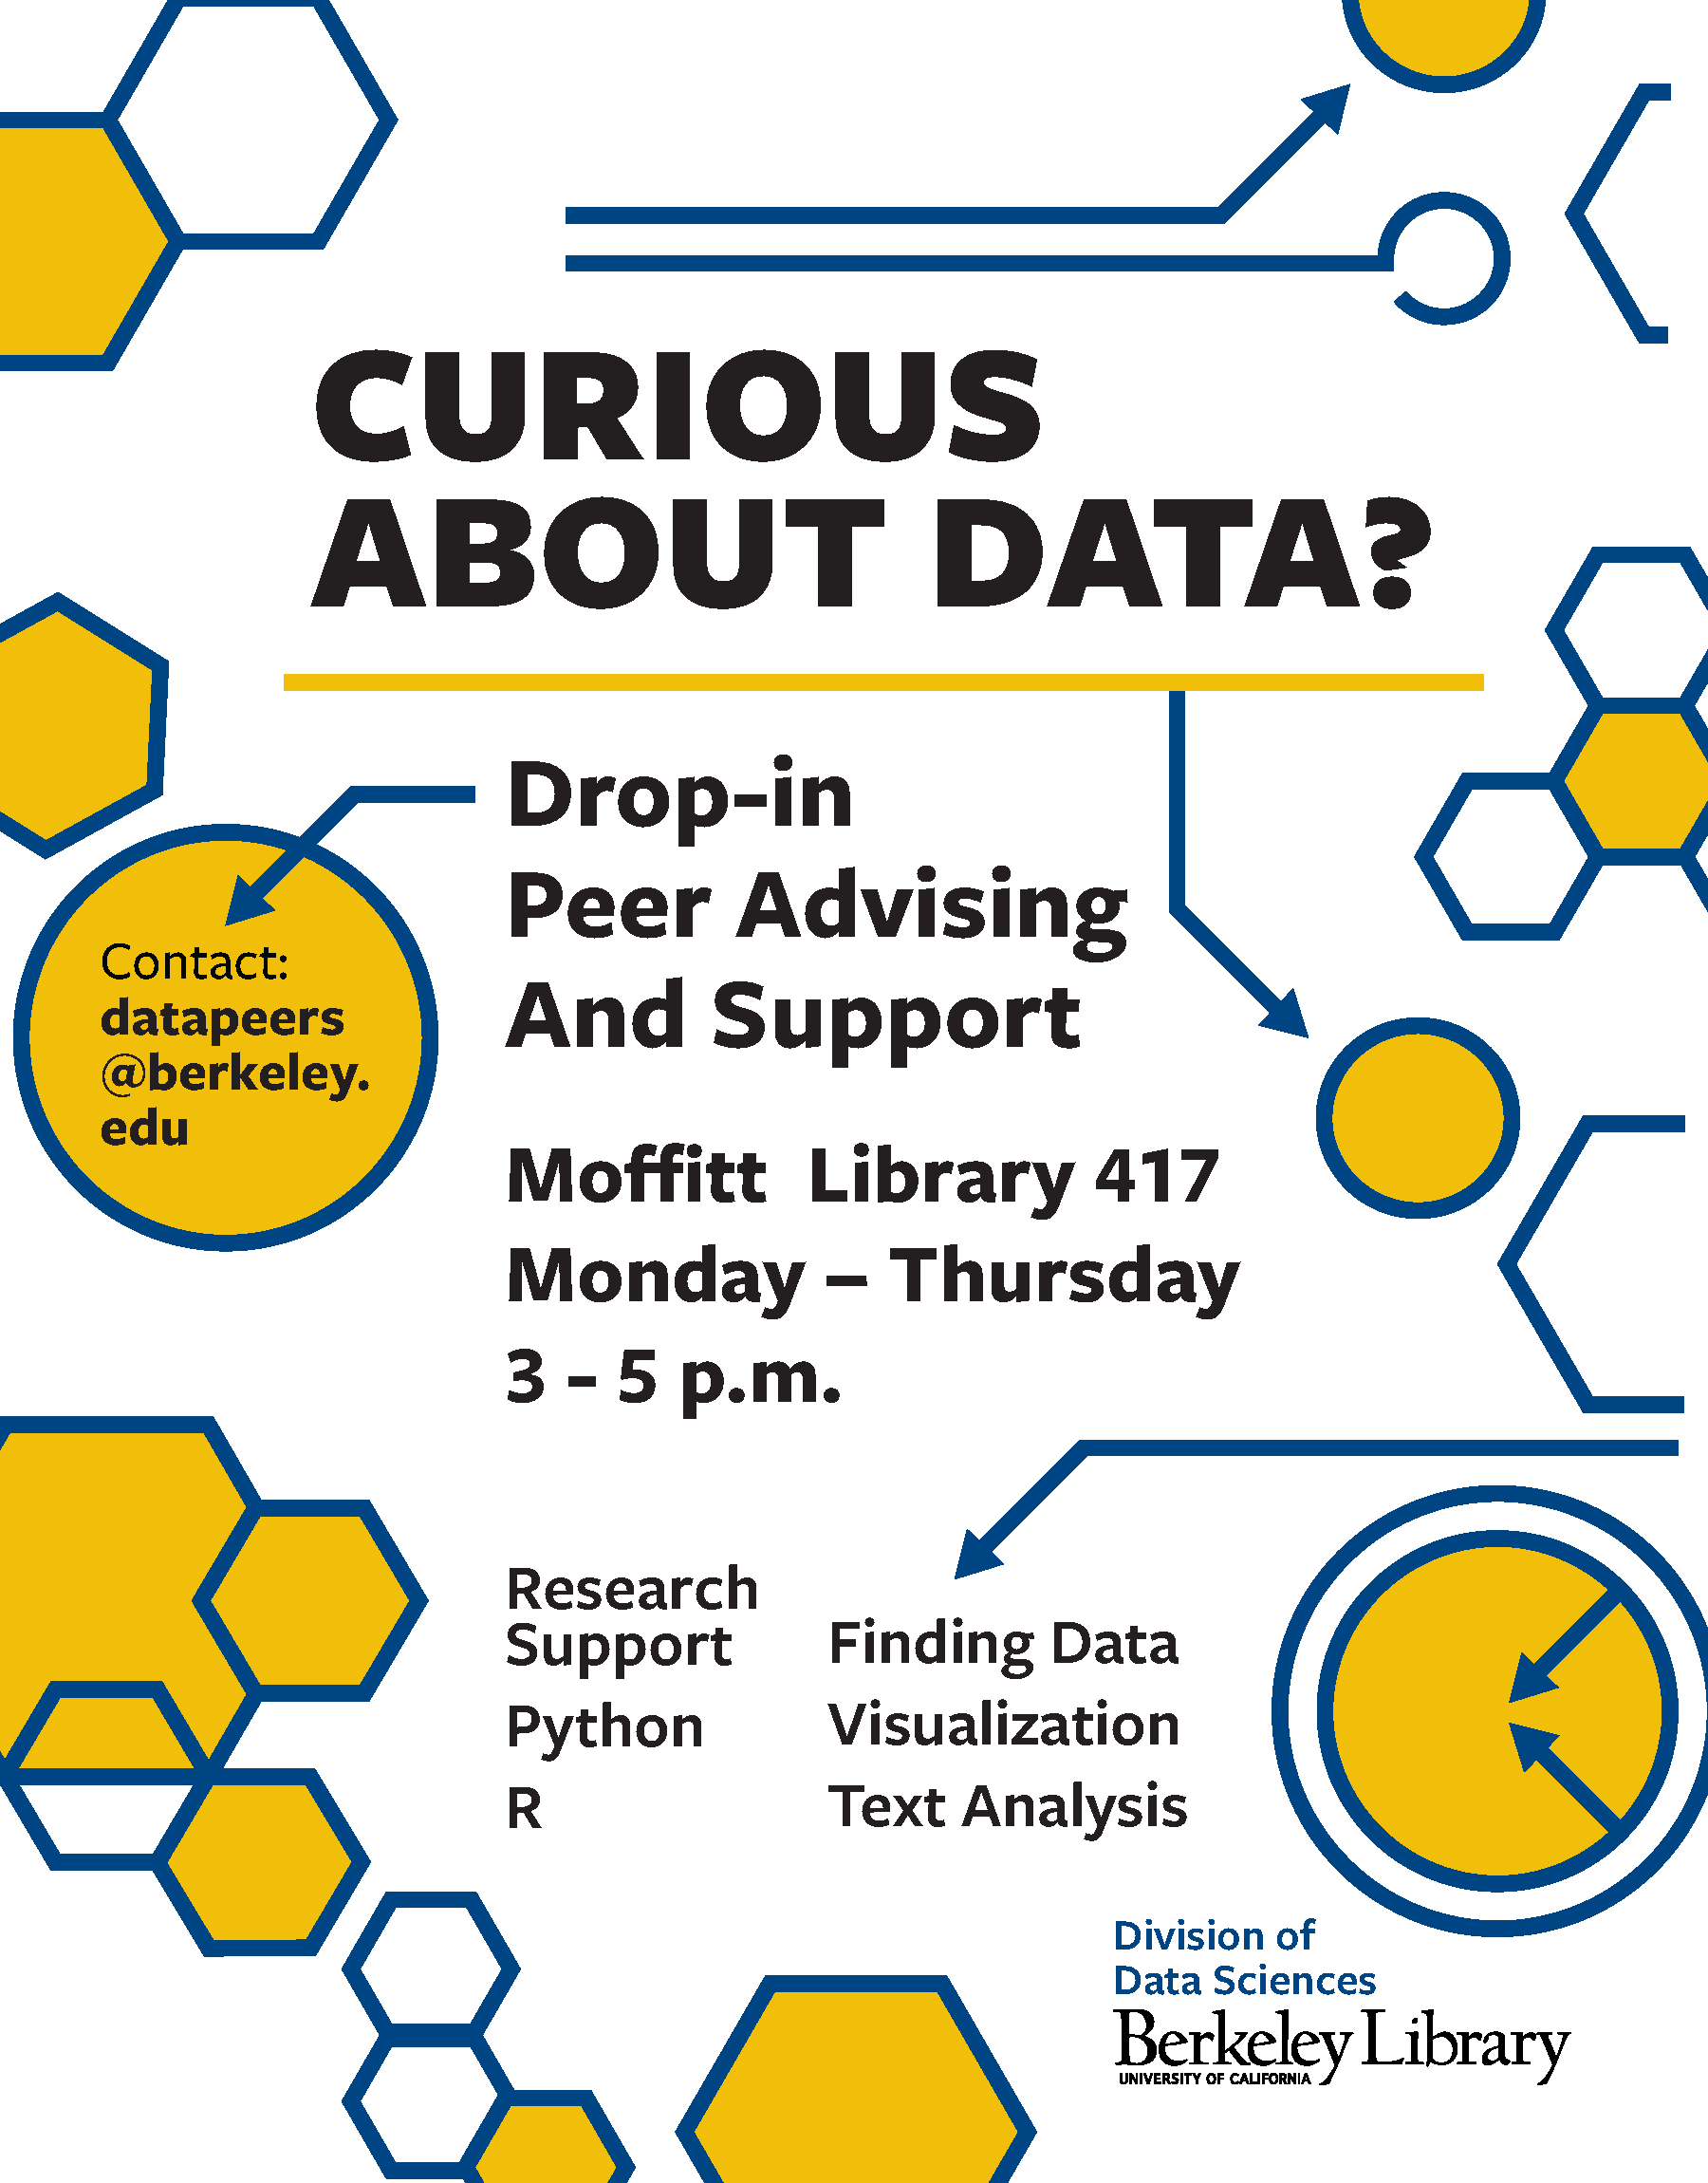 CURIOUS
ABOUT DATA?
Drop-in
Peer Advising
And Support
Contact:
datapeers
@berkeley.
edu
Moffitt Library 417
Monday – Thursday
3 - 5 p.m.
Research
Support
Python
R
Finding Data
Visualization
Text Analysis
Division of
Data Sciences
Berkeley Library
UNIVERSITY OF CALIFORNIA